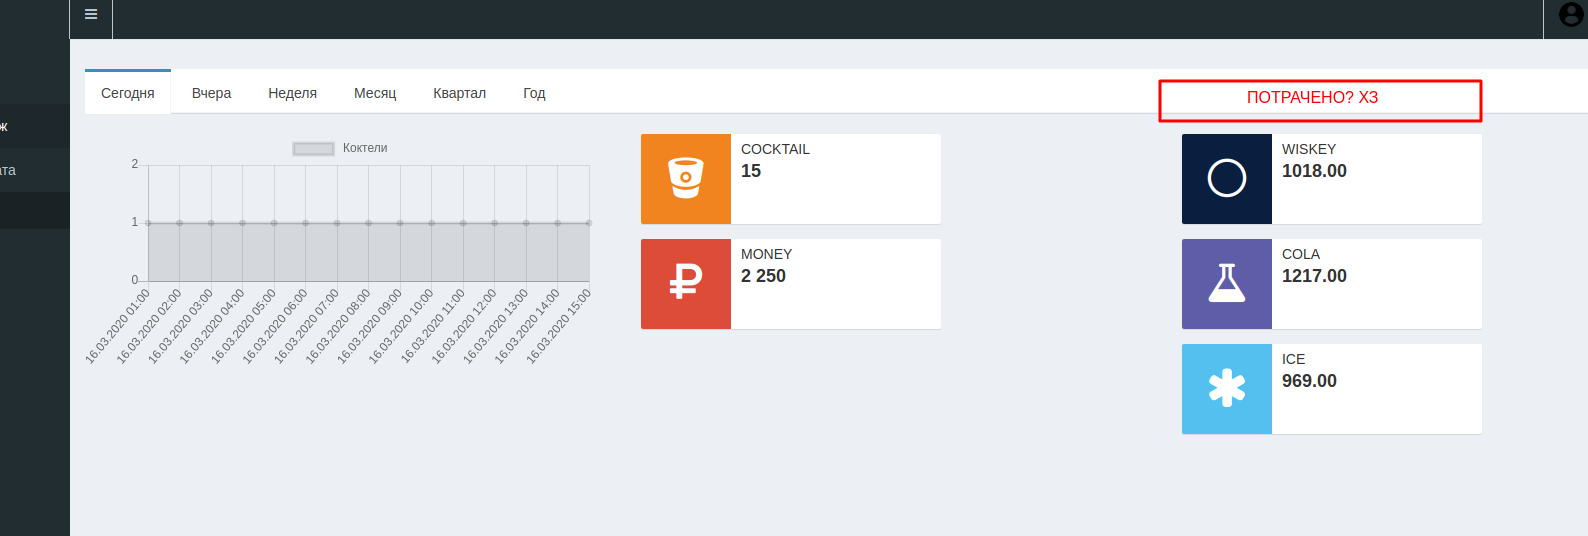 ж
ата
Сегодня
Вчера
Неделя
Месяц
Квартал
Год
ПОТРАЧЕНО? ХЗ
Коктели
2
1
0
16.03.2020 01:00
16.03.2020 02:00
16.03.2020 03:00
16.03.2020 04:00
16.03.2020 05:00
16.03.2020 06:00
16.03.2020 07:00
16.03.2020 08:00
16.03.2020 09:00
16.03.2020 10:00
16.03.2020 11:00
16.03.2020 12:00
16.03.2020 13:00
16.03.2020 14:00
16.03.2020 15:00
COCKTAIL
15
MONEY
2 250
WISKEY
1018.00
COLA
1217.00
ICE
969.00